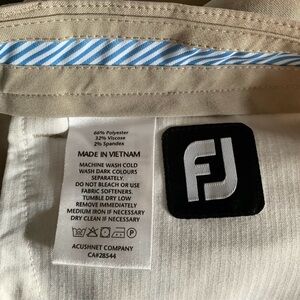 66% Polyester
32% Viscose
2% Spandex
MADE IN VIETNAM
MACHINE WASH COLD
WASH DARK COLOURS
SEPARATELY.
DO NOT BLEACH OR USE
FABRIC SOFTENERS.
TUMBLE DRY LOW
REMOVE IMMEDIATELY
MEDIUM IRON IF NECESSARY
DRY CLEAN IF NECESSARY
ACUSHNET COMPANY
CA#28544
FJ